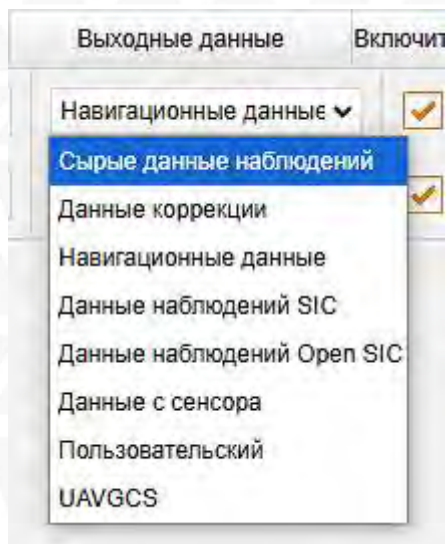 Выходные данные Включит
Навигационные данные
Сырые данные наблюдений
Данные коррекции
Навигационные данные
Данные наблюдений SIC
Данные наблюдений Open SIC
Данные с сенсора
Пользовательский
UAVGCS